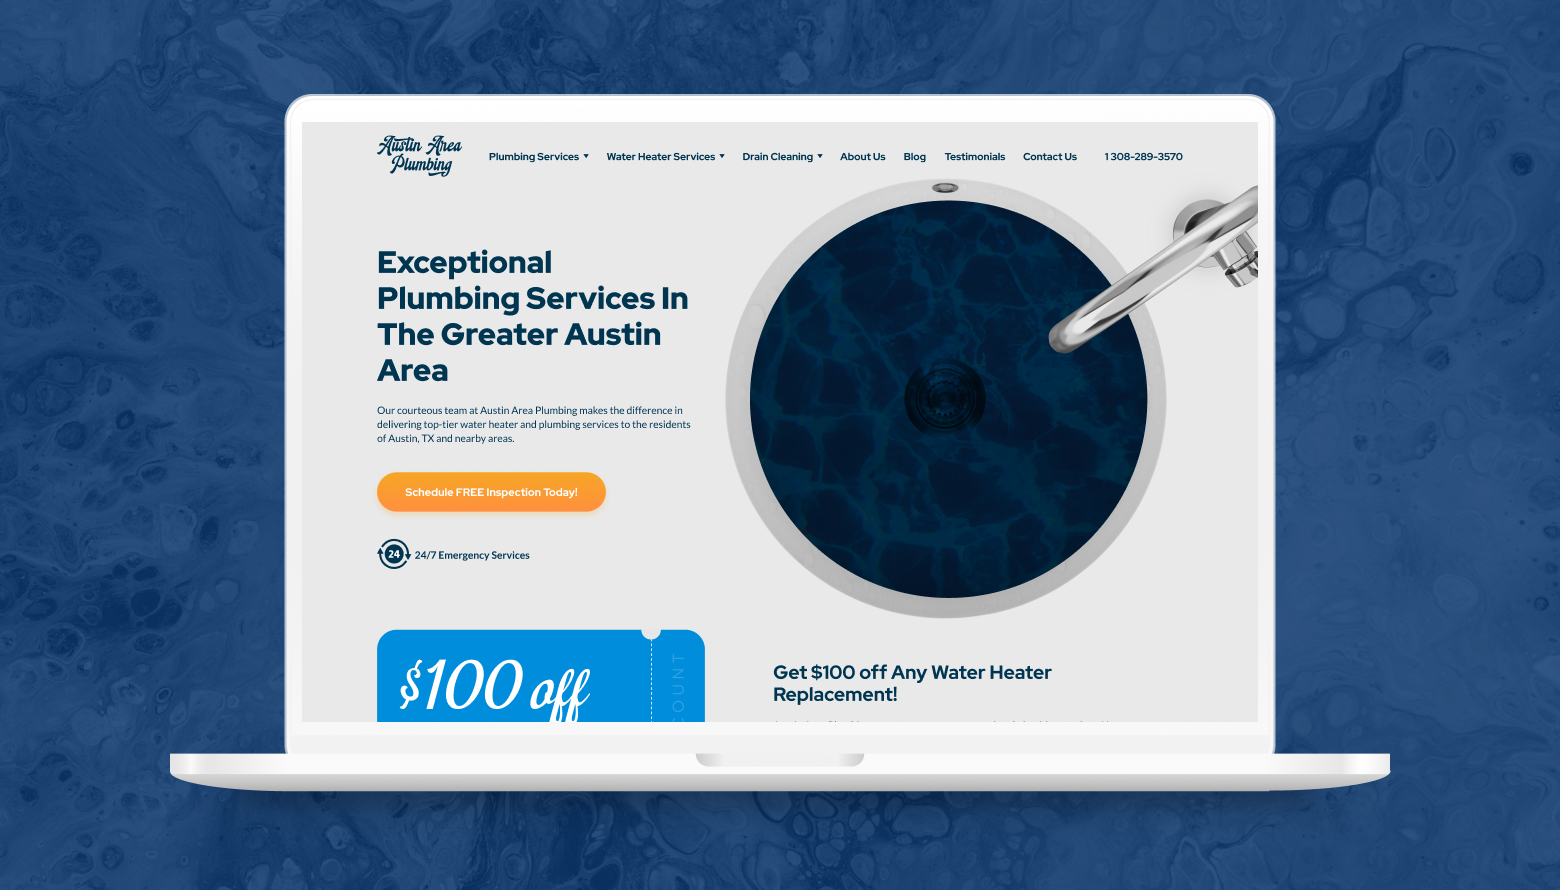 Austin Area
Plumbing
Plumbing Services
Water Heater Services
Drain Cleaning
About Us
Blog
Testimonials
Contact Us
1 308-289-3570
Exceptional
Plumbing Services In
The Greater Austin
Area
Our courteous team at Austin Area Plumbing makes the difference in
delivering top-tier water heater and plumbing services to the residents
of Austin, TX and nearby areas.
Schedule FREE Inspection Today!
24
24/7 Emergency Services
$100 off
COUNT
Get $100 off Any Water Heater
Replacement!